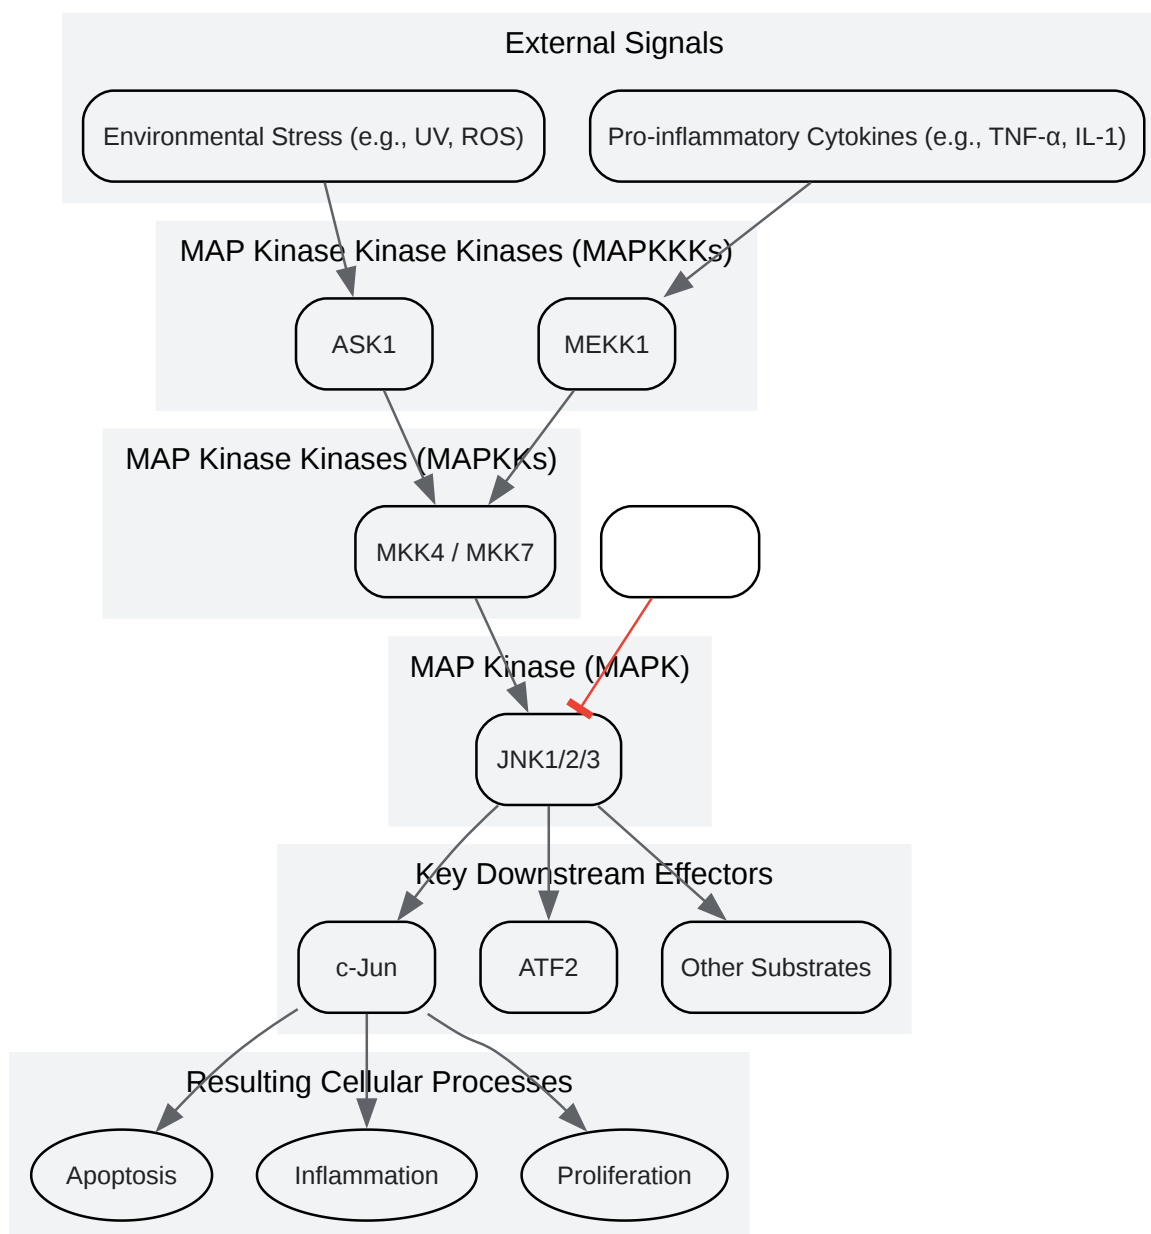 External Signals
Environmental Stress (e.g., UV, ROS)
Pro-inflammatory Cytokines (e.g., TNF-α, IL-1)
MAP Kinase Kinase Kinases (MAPKKKs)
ASK1
MEKK1
MAP Kinase Kinases (MAPKKs)
MKK4 / MKK7
MAP Kinase (MAPK)
JNK1/2/3
Key Downstream Effectors
c-Jun
ATF2
Other Substrates
Resulting Cellular Processes
Apoptosis
Inflammation
Proliferation